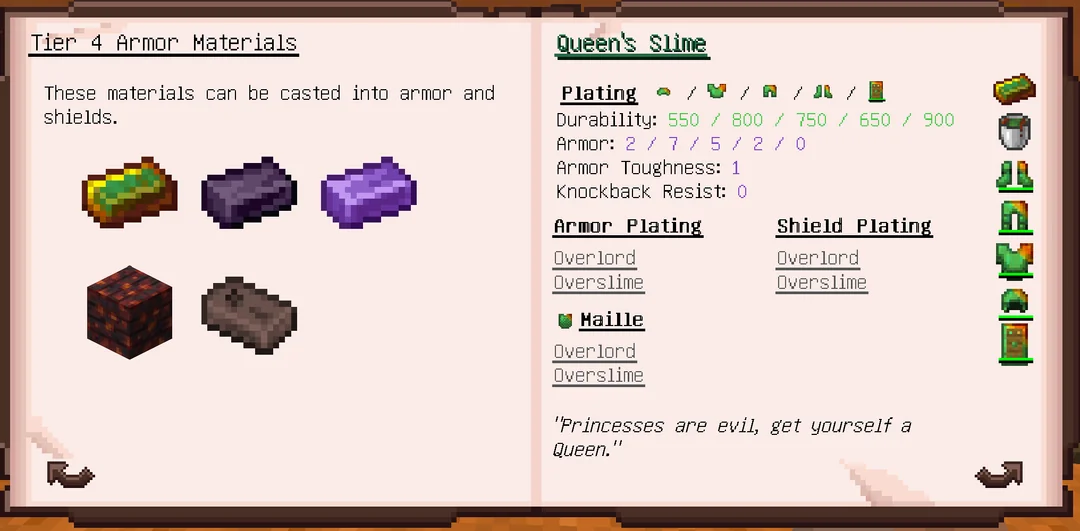 Tier 4 Armor Materials
These materials can be casted into armor and
shields.
Queen's Slime
Plating / / / /
Durability: 550 / 800 / 750 / 650 / 900
Armor: 2 / 7 / 5 / 2 / 0
Armor Toughness: 1
Knockback Resist: 0
Armor Plating
Overlord
Overslime
Shield Plating
Overlord
Overslime
Maille
Overlord
Overslime
"Princesses are evil, get yourself a
Queen."